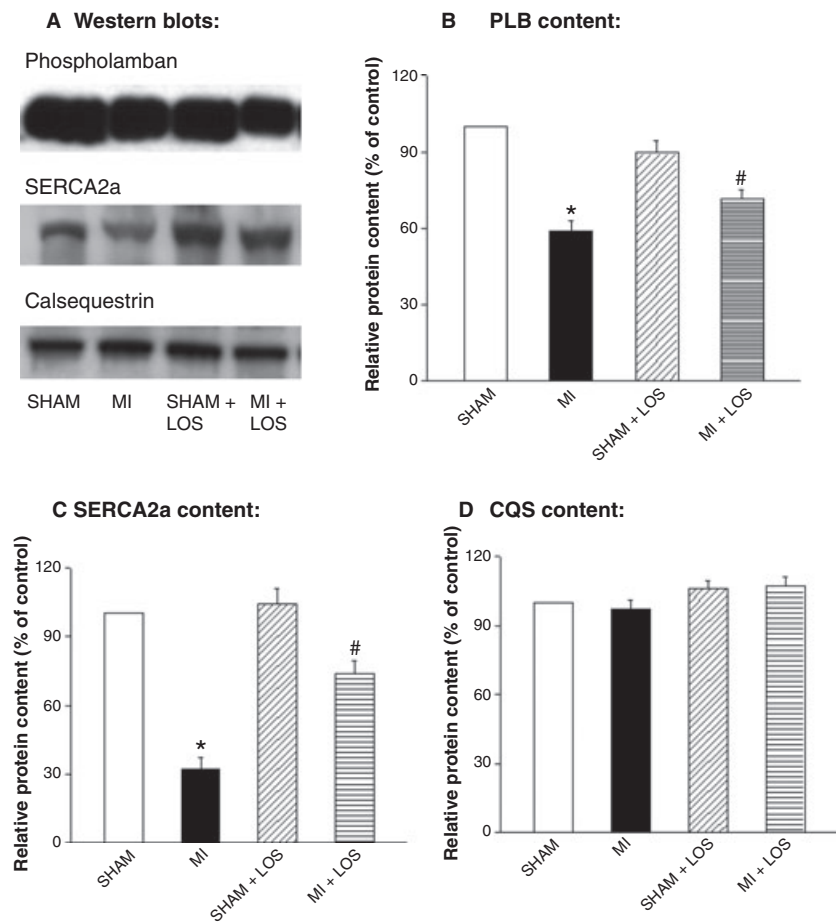 A Western blots:
Phospholamban
SERCA2a
Calsequestrin
SHAM MI SHAM + LOS MI + LOS
B PLB content:
Relative protein content (% of control)
120
90
60
30
0
*
#
SHAM
MI
SHAM + LOS
MI + LOS
C SERCA2a content:
Relative protein content (% of control)
120
90
60
30
0
*
#
SHAM
MI
SHAM + LOS
MI + LOS
D CQS content:
Relative protein content (% of control)
120
90
60
30
0
SHAM
MI
SHAM + LOS
MI + LOS